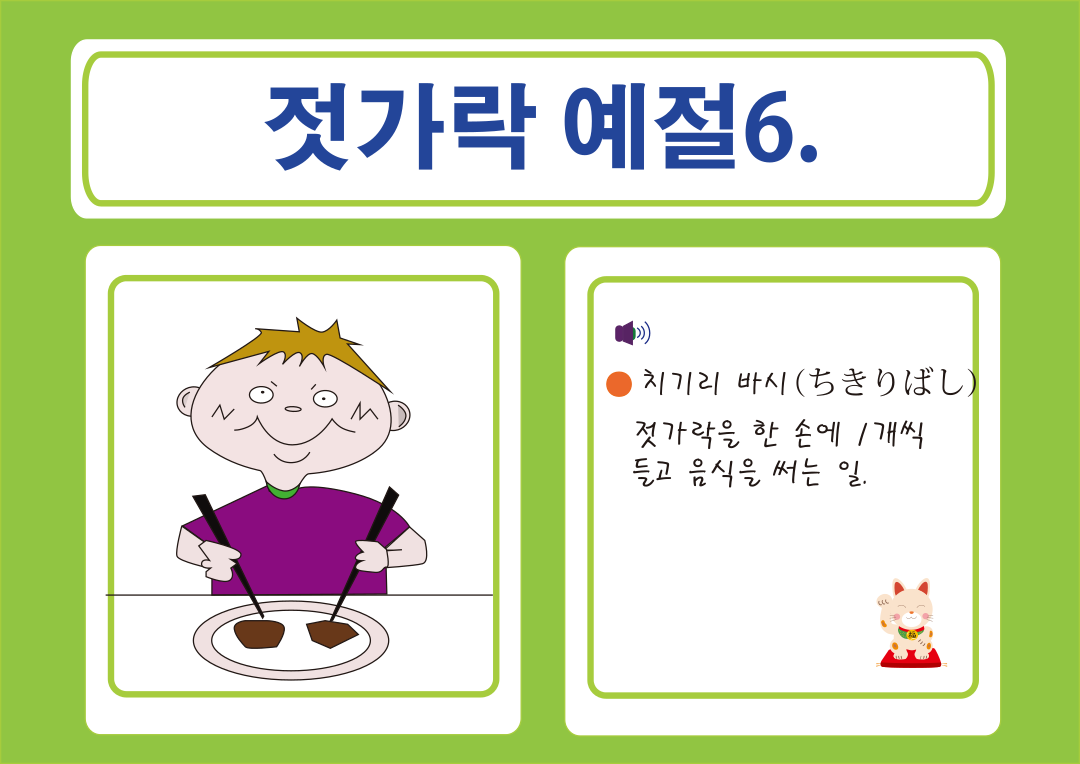 젓가락 예절6.
치기리 바시(ちきりばし)
젓가락을 한 손에 1개씩
들고 음식을 써는 일.
福